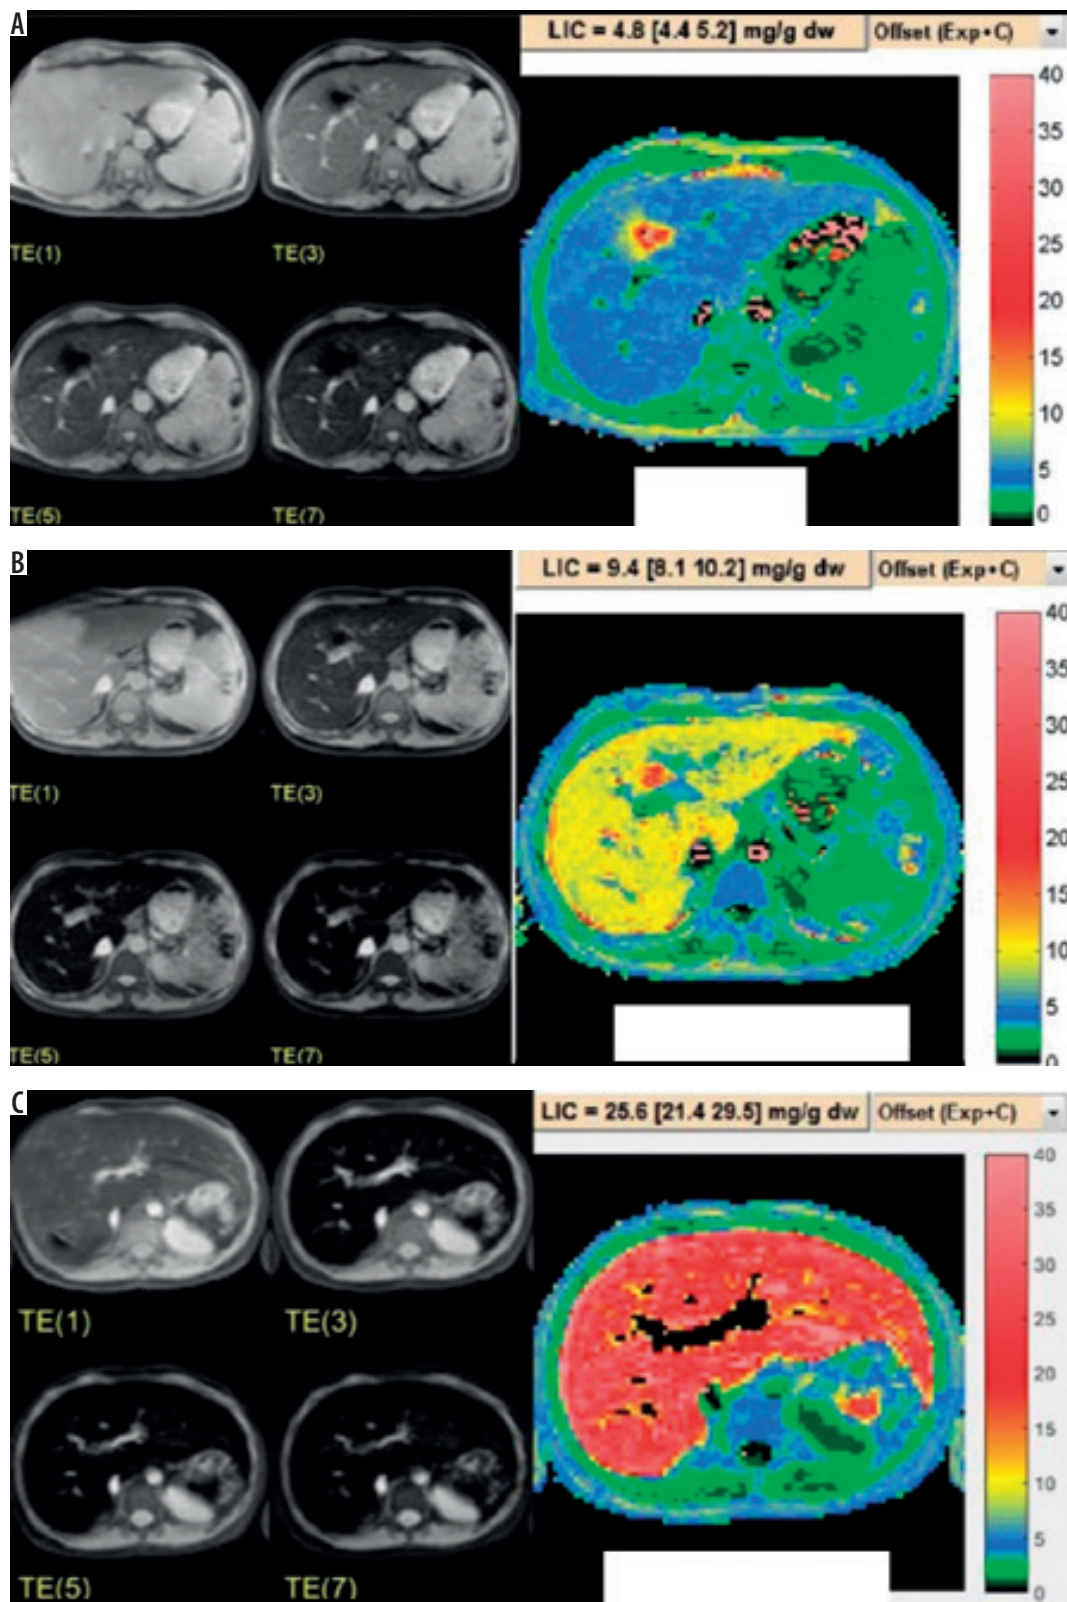 A
LIC = 4.8 [4.4 5.2] mg/g dw
Offset (Exp+C)
TE(1)
TE(3)
TE(5)
TE(7)
40
35
30
25
20
15
10
5
0
B
LIC = 9.4 [8.1 10.2] mg/g dw
Offset (Exp+C)
TE(1)
TE(3)
TE(5)
TE(7)
40
35
30
25
20
15
10
5
0
C
LIC = 25.6 [21.4 29.5] mg/g dw
Offset (Exp+C)
TE(1)
TE(3)
TE(5)
TE(7)
40
35
30
25
20
15
10
5
0